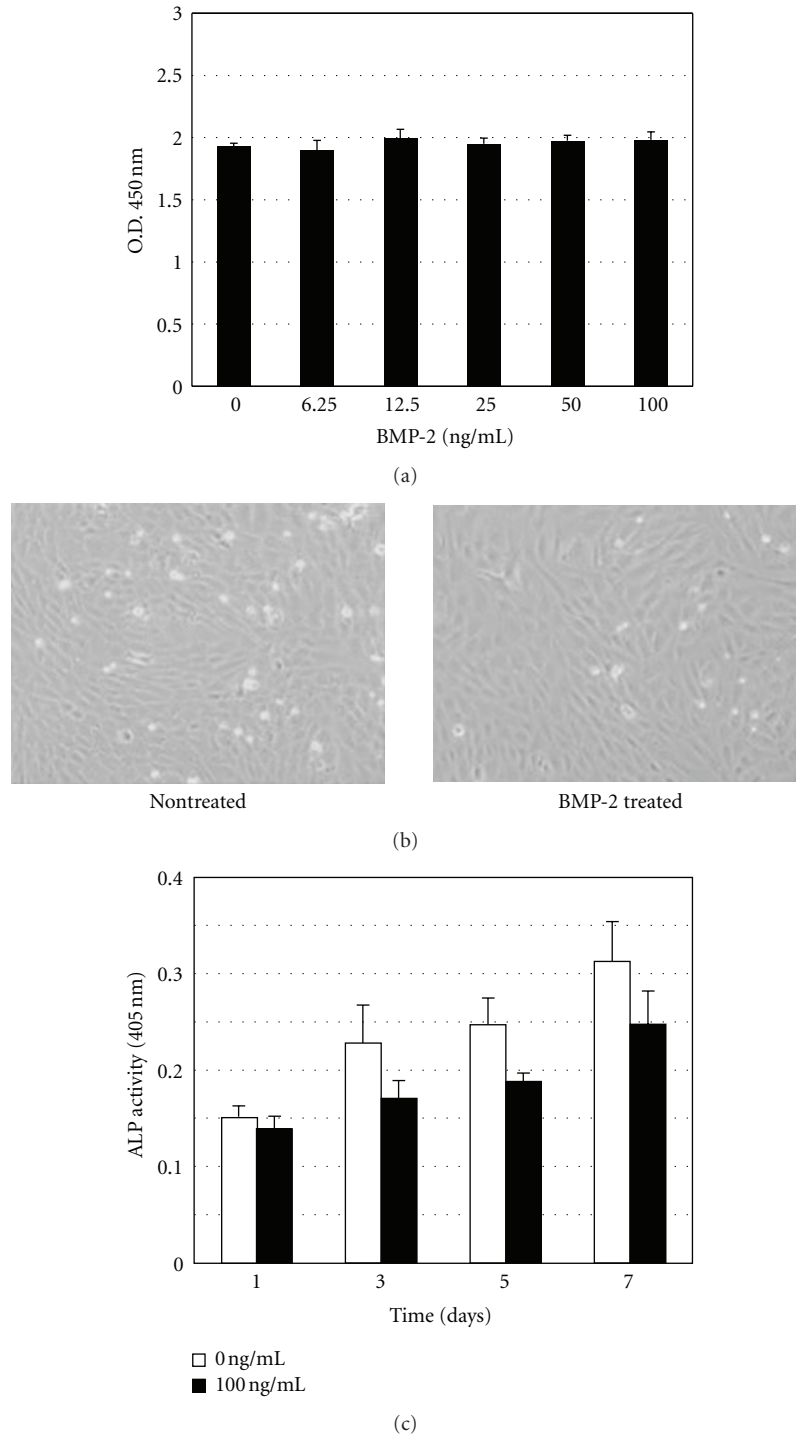 3
2.5
2
1.5
1
0.5
0
O.D. 450 nm
0 6.25 12.5 25 50 100
BMP-2 (ng/mL)
(a)
Nontreated
BMP-2 treated
(b)
0.4
0.3
0.2
0.1
0
ALP activity (405 nm)
1 3 5 7
Time (days)
0 ng/mL
100 ng/mL
(c)